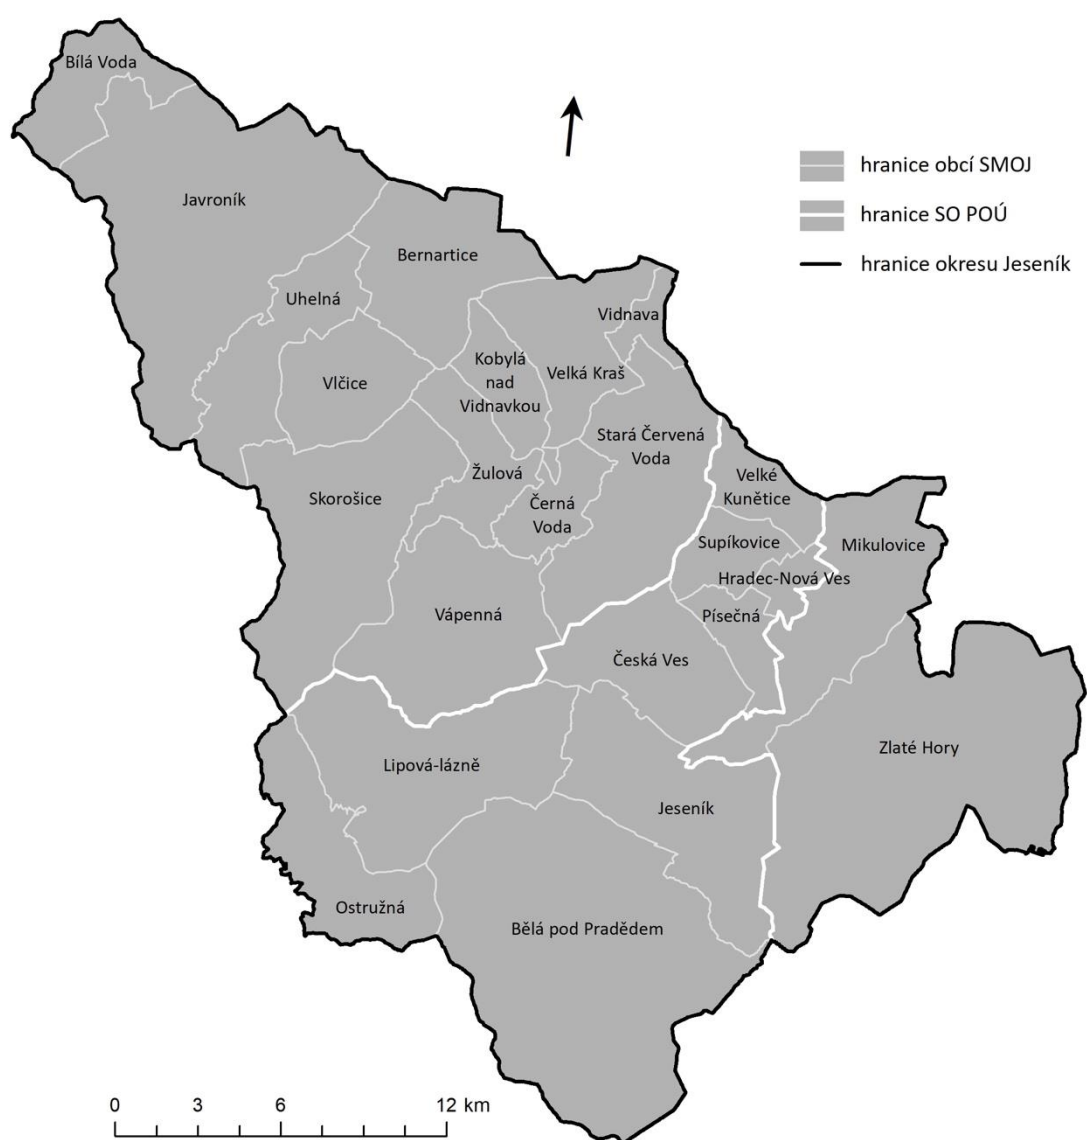 Bílá Voda
Javroník
hranice obcí SMOJ
hranice SO POÚ
hranice okresu Jeseník
Bernartice
Uhelná
Vidnava
Kobylá
nad
Vidnavkou
Velká Kraš
Vlčice
Stará Červená
Voda
Žulová
Skorošice
Černá
Voda
Velké
Kunětice
Supíkovice
Mikulovice
Hradec-Nová Ves
Písečná
Vápenná
Česká Ves
Zlaté Hory
Lipová-lázně
Jeseník
Ostružná
Bělá pod Pradědem
0 3 6 12 km